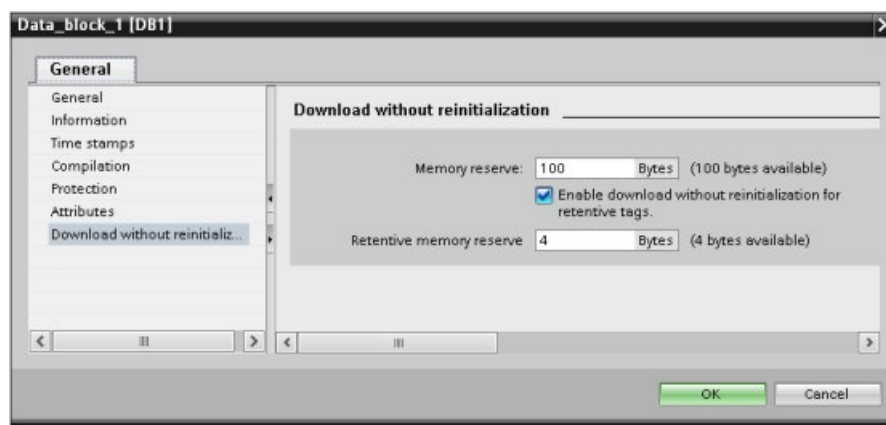 Data_block_1 [DB1]
General
General
Information
Time stamps
Compilation
Protection
Attributes
Download without reinitializ...
Download without reinitialization
Memory reserve: 100 Bytes (100 bytes available)
Enable download without reinitialization for
retentive tags.
Retentive memory reserve 4 Bytes (4 bytes available)
OK Cancel